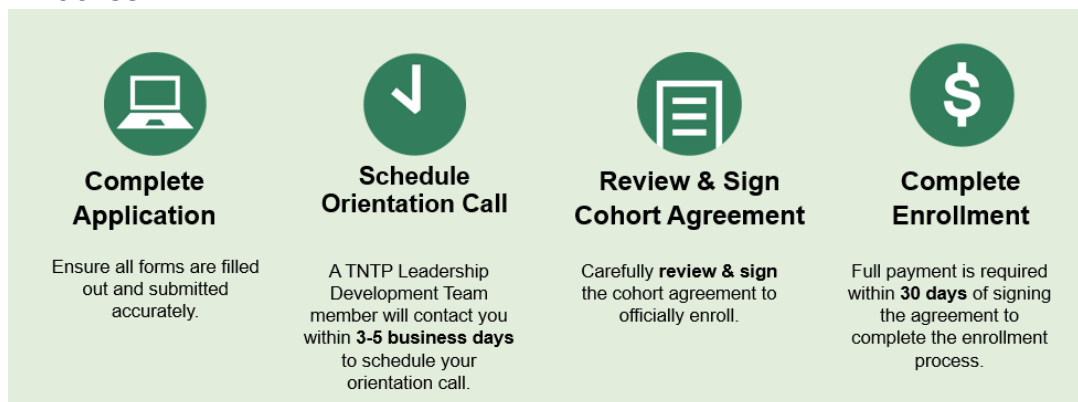 Complete
Application
Ensure all forms are filled
out and submitted
accurately.
Schedule
Orientation Call
A TNTP Leadership
Development Team
member will contact you
within 3-5 business days
to schedule your
orientation call.
Review & Sign
Cohort Agreement
Carefully review & sign
the cohort agreement to
officially enroll.
$
Complete
Enrollment
Full payment is required
within 30 days of signing
the agreement to
complete the enrollment
process.